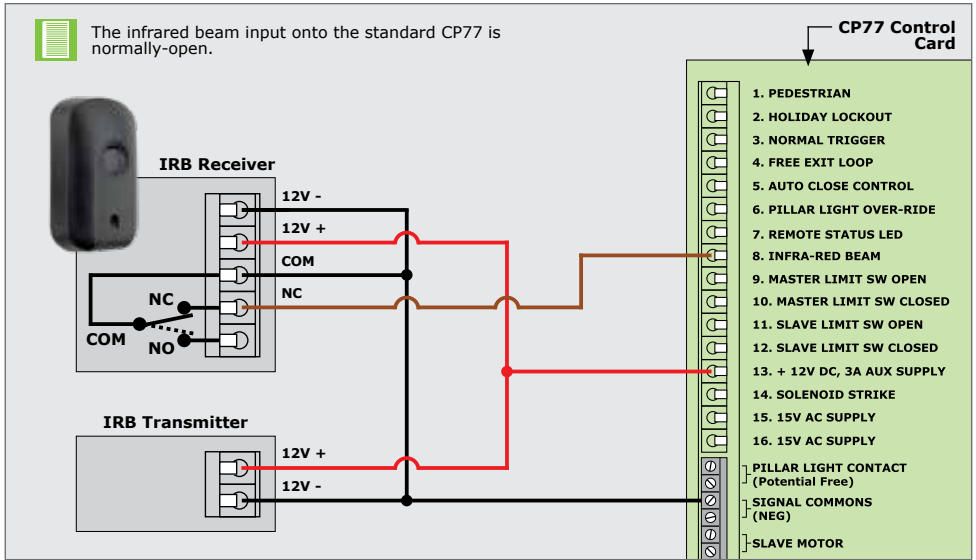 The infrared beam input onto the standard CP77 is
normally-open.
CP77 Control
Card
IRB Receiver
12V -
12V +
COM
NC
NC
COM
NO
IRB Transmitter
12V +
12V -
1. PEDESTRIAN
2. HOLIDAY LOCKOUT
3. NORMAL TRIGGER
4. FREE EXIT LOOP
5. AUTO CLOSE CONTROL
6. PILLAR LIGHT OVER-RIDE
7. REMOTE STATUS LED
8. INFRA-RED BEAM
9. MASTER LIMIT SW OPEN
10. MASTER LIMIT SW CLOSED
11. SLAVE LIMIT SW OPEN
12. SLAVE LIMIT SW CLOSED
13. + 12V DC, 3A AUX SUPPLY
14. SOLENOID STRIKE
15. 15V AC SUPPLY
16. 15V AC SUPPLY
PILLAR LIGHT CONTACT
(Potential Free)
SIGNAL COMMONS
(NEG)
SLAVE MOTOR